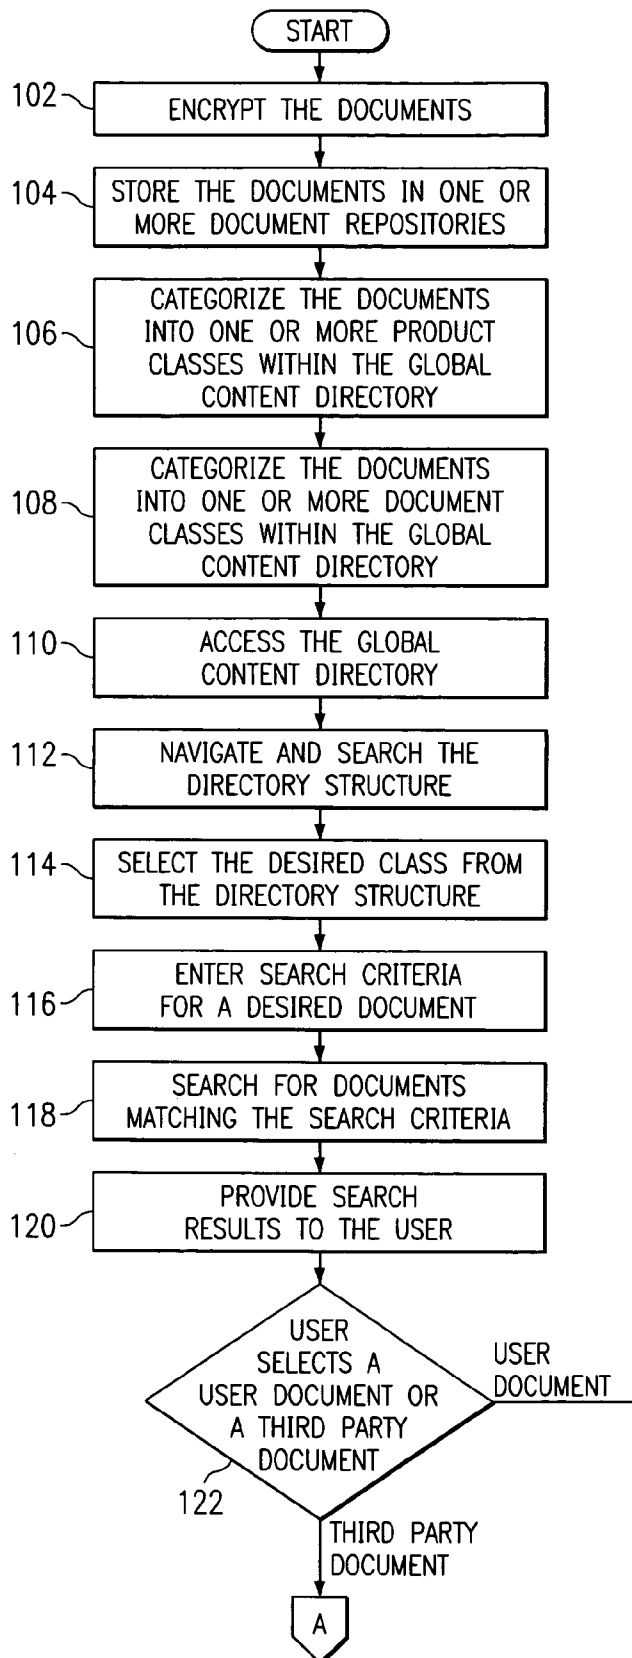 START
102
ENCRYPT THE DOCUMENTS
104
STORE THE DOCUMENTS IN ONE OR
MORE DOCUMENT REPOSITORIES
106
CATEGORIZE THE DOCUMENTS
INTO ONE OR MORE PRODUCT
CLASSES WITHIN THE GLOBAL
CONTENT DIRECTORY
108
CATEGORIZE THE DOCUMENTS
INTO ONE OR MORE DOCUMENT
CLASSES WITHIN THE GLOBAL
CONTENT DIRECTORY
110
ACCESS THE GLOBAL
CONTENT DIRECTORY
112
NAVIGATE AND SEARCH THE
DIRECTORY STRUCTURE
114
SELECT THE DESIRED CLASS FROM
THE DIRECTORY STRUCTURE
116
ENTER SEARCH CRITERIA
FOR A DESIRED DOCUMENT
118
SEARCH FOR DOCUMENTS
MATCHING THE SEARCH CRITERIA
120
PROVIDE SEARCH
RESULTS TO THE USER
USER
SELECTS A
USER DOCUMENT OR
A THIRD PARTY
DOCUMENT
122
USER
DOCUMENT
THIRD PARTY
DOCUMENT
A